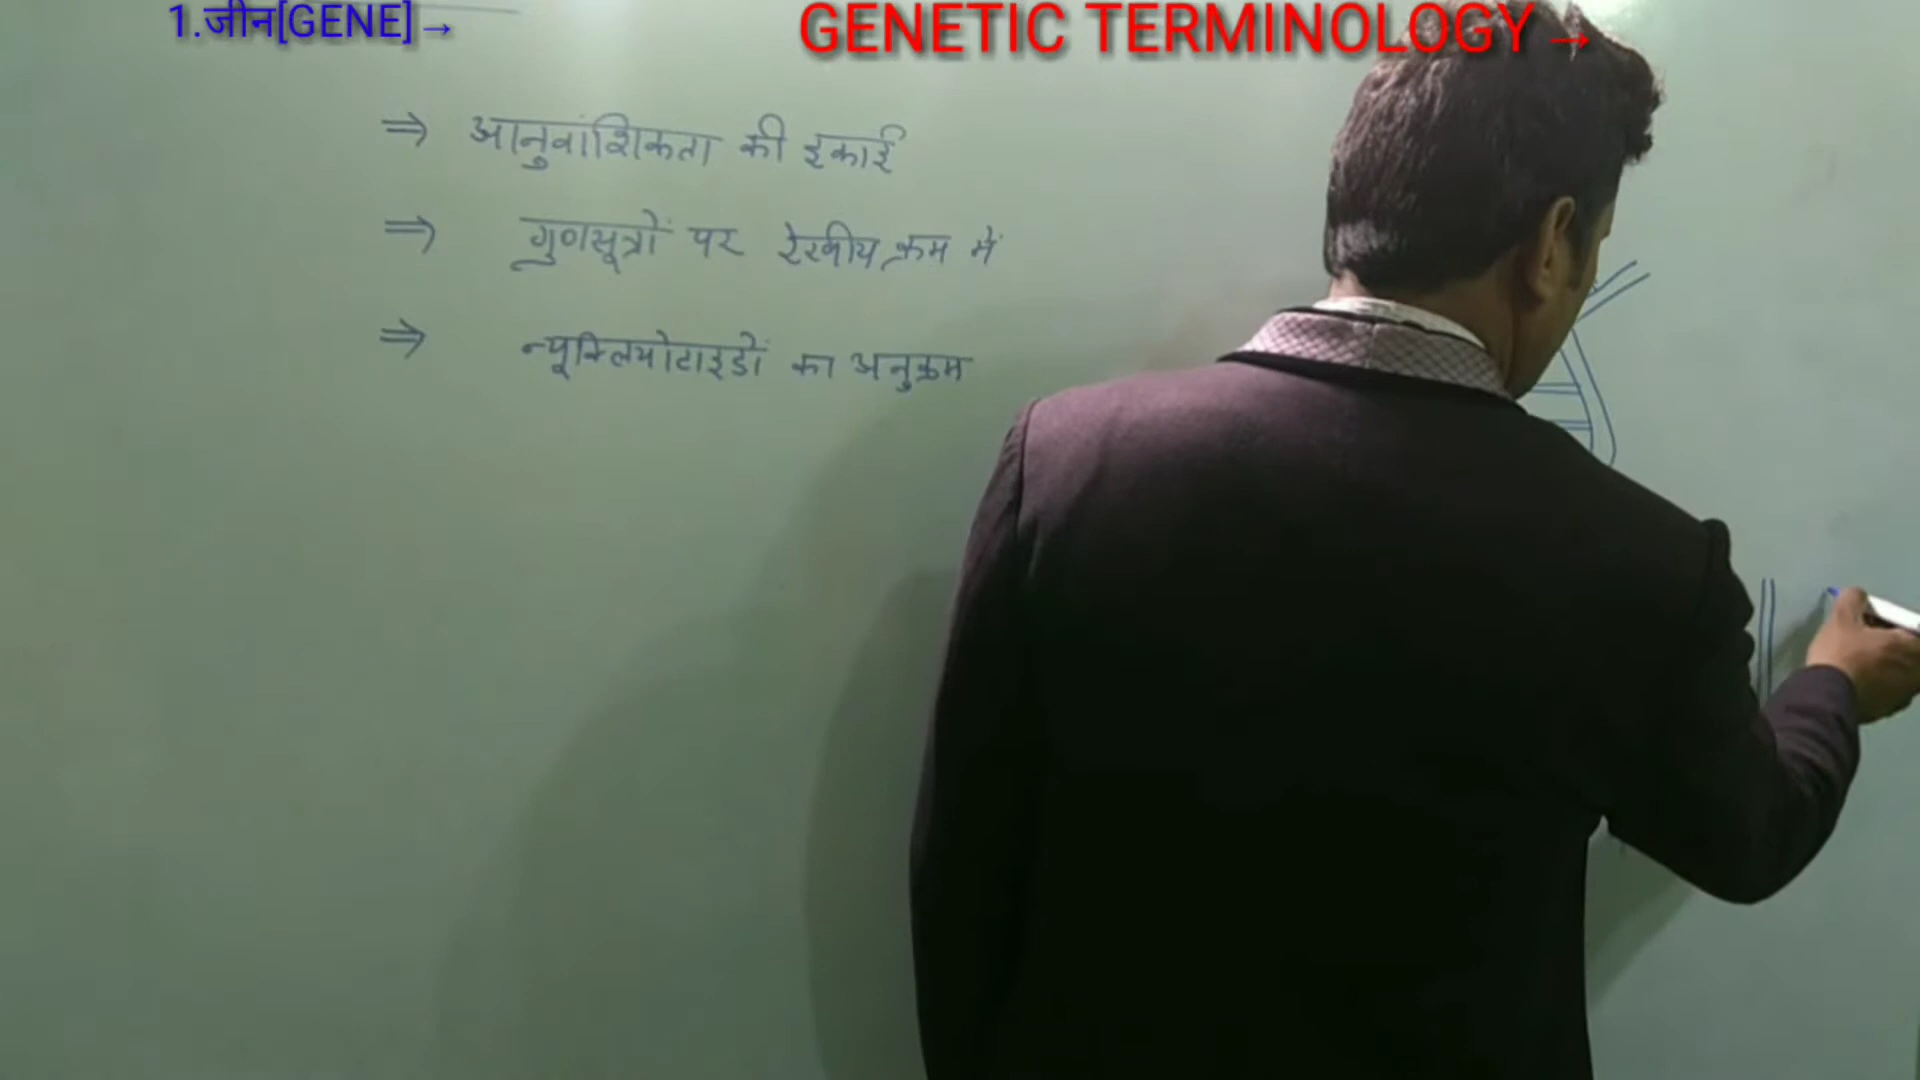 1.जीन[GENE]→
GENETIC TERMINOLOGY→
⇒ आनुवांशिकता की इकाई
⇒ गुणसूत्रों पर रेखीय क्रम में
⇒ न्यूक्लियोटाइडों का अनुक्रम